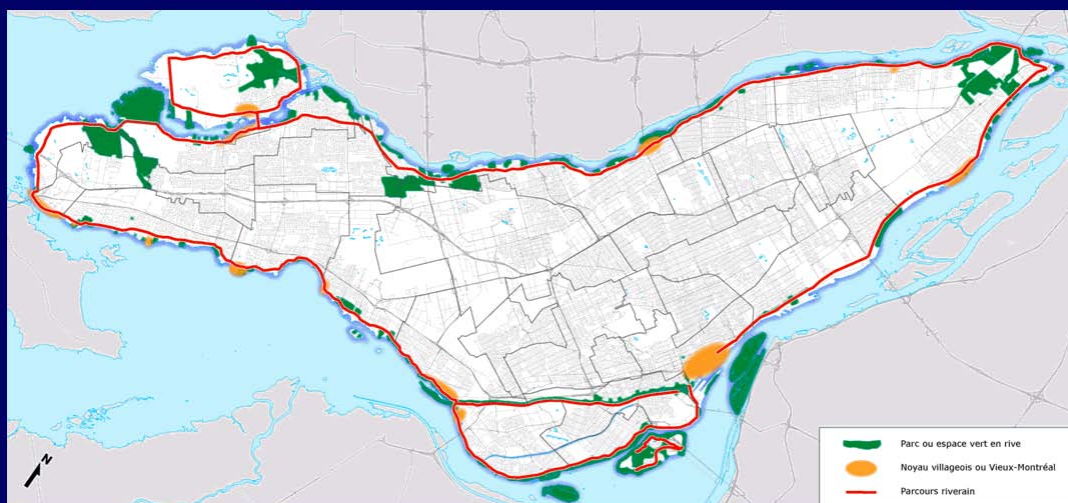 N
Parc ou espace vert en rive
Noyau villageois ou Vieux-Montréal
Parcours riverain